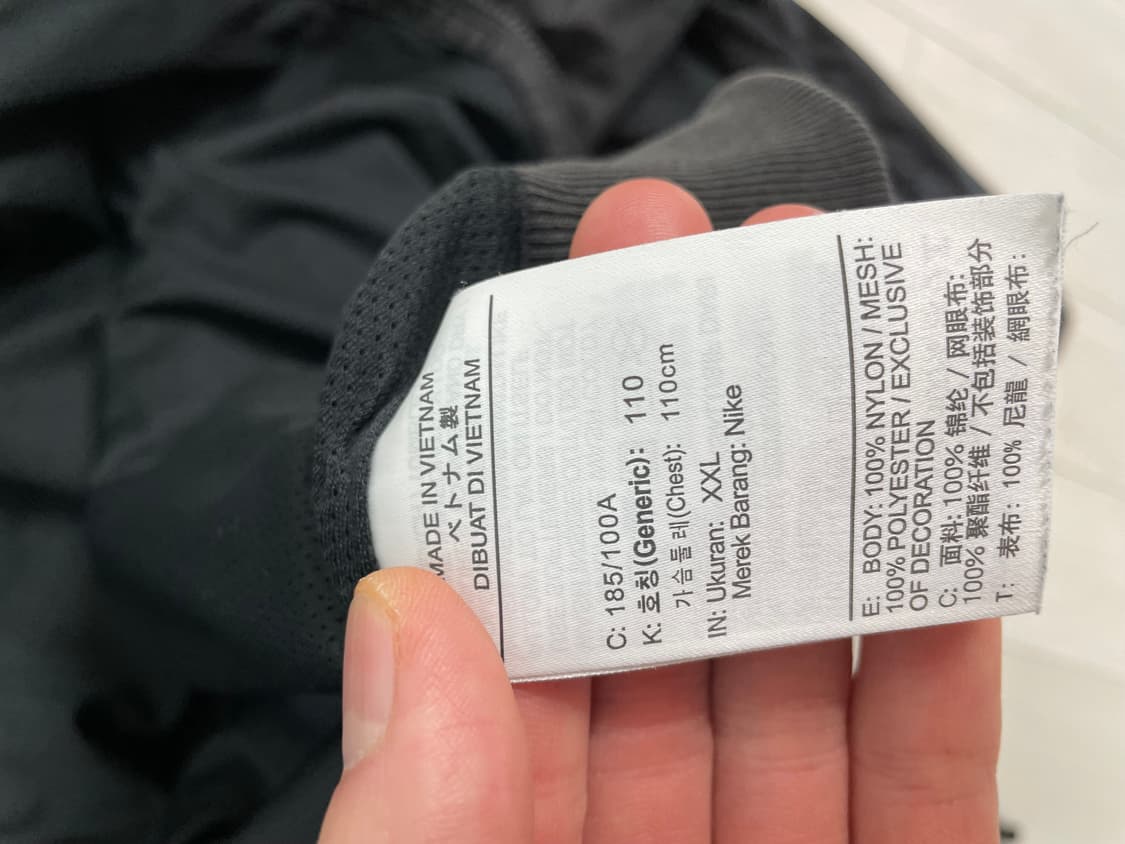 MADE IN VIETNAM
ベトナム製
DIBUAT DI VIETNAM
C: 185/100A
K: 호칭(Generic): 110
가슴둘레(Chest): 110cm
IN: Ukuran: XXL
Merek Barang: Nike
E: BODY: 100% NYLON / MESH:
100% POLYESTER / EXCLUSIVE
OF DECORATION
C: 面料: 100% 锦纶 / 网眼布:
100% 聚酯纤维 / 不包括装饰部分
T: 表布: 100% 尼龍 / 網眼布: